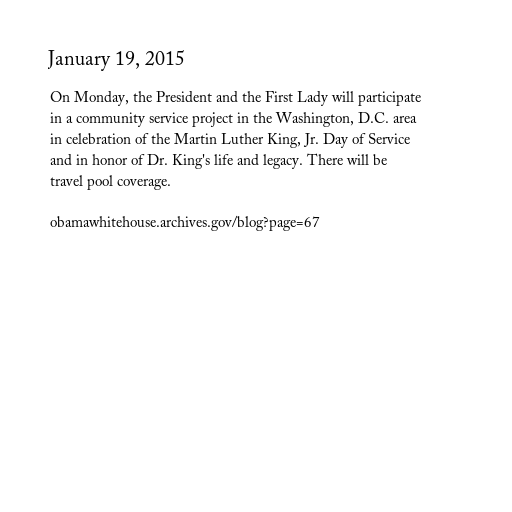 January 19, 2015
On Monday, the President and the First Lady will participate
in a community service project in the Washington, D.C. area
in celebration of the Martin Luther King, Jr. Day of Service
and in honor of Dr. King's life and legacy. There will be
travel pool coverage.
obamawhitehouse.archives.gov/blog?page=67